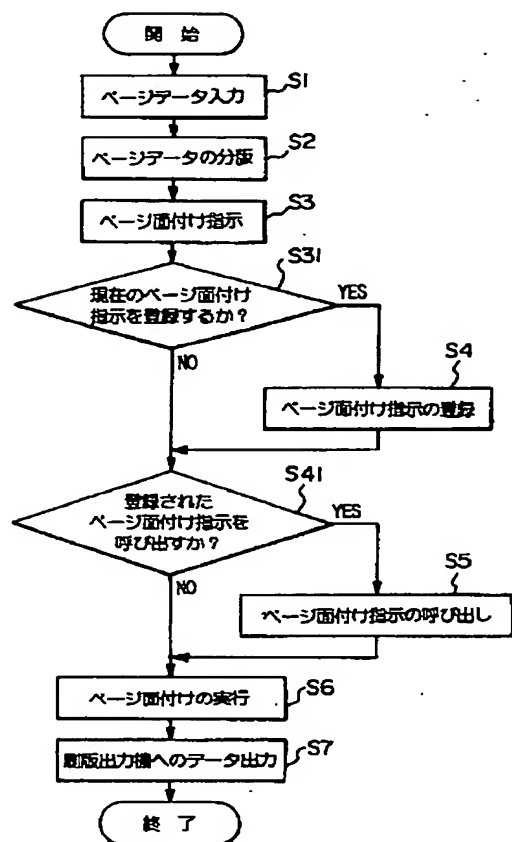 開 始
S1
ページデータ入力
S2
ページデータの分版
S3
ページ面付け指示
S31
現在のページ面付け
指示を登録するか?
YES
NO
S4
ページ面付け指示の登録
S41
登録された
ページ面付け指示を
呼び出すか?
YES
NO
S5
ページ面付け指示の呼び出し
S6
ページ面付けの実行
S7
刷版出力機へのデータ出力
終 了